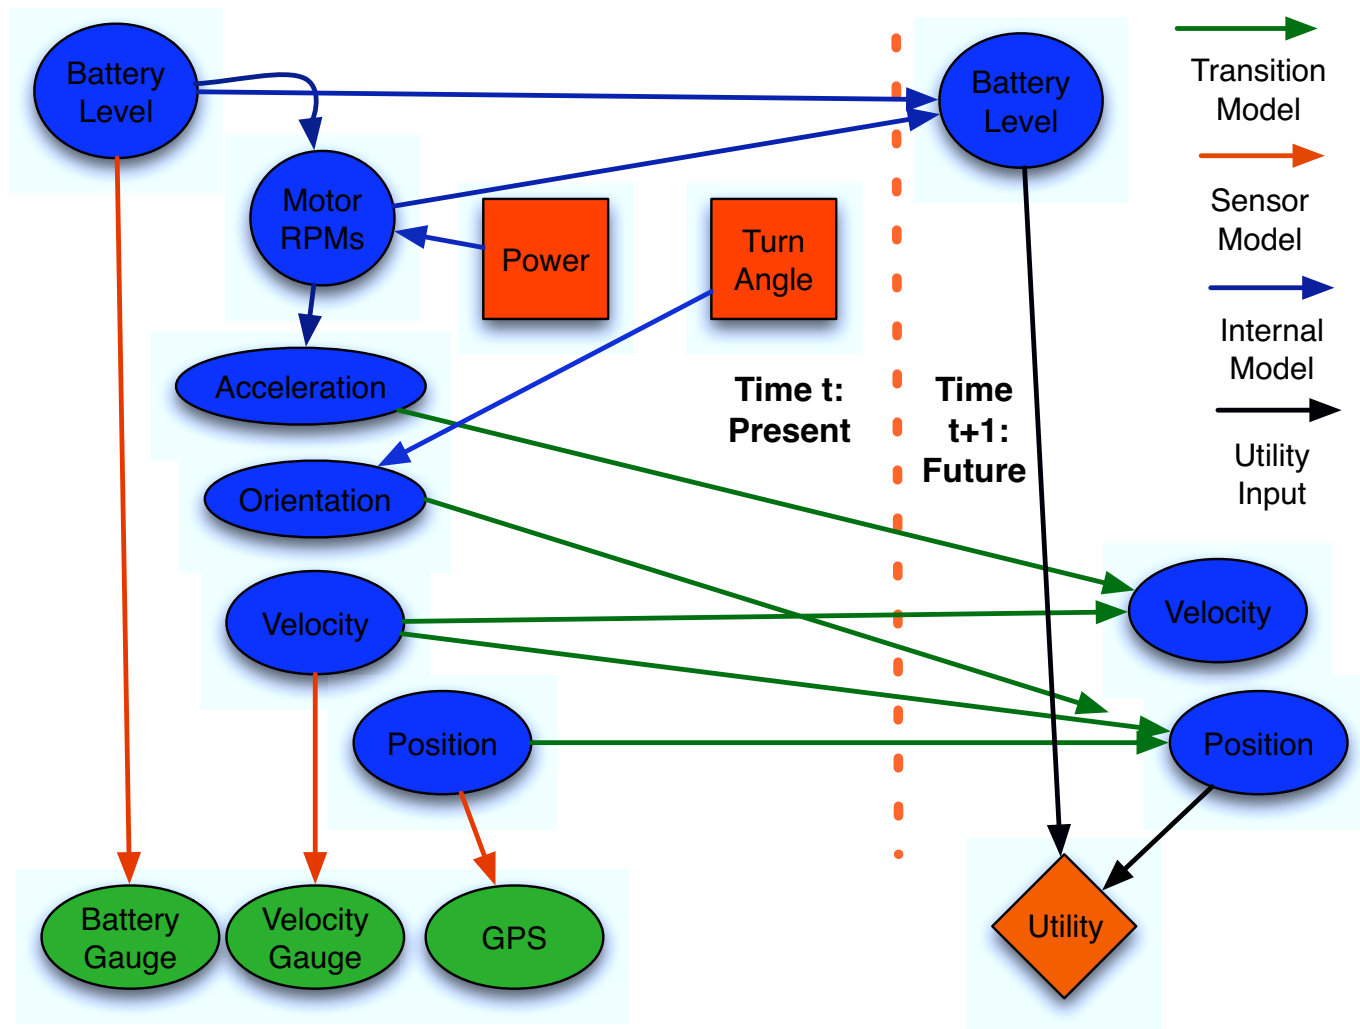 Battery
Level
Motor
RPMs
Power
Turn
Angle
Acceleration
Orientation
Velocity
Position
Battery
Gauge
Velocity
Gauge
GPS
Time t:
Present
Time
t+1:
Future
Battery
Level
Velocity
Position
Utility
Transition
Model
Sensor
Model
Internal
Model
Utility
Input